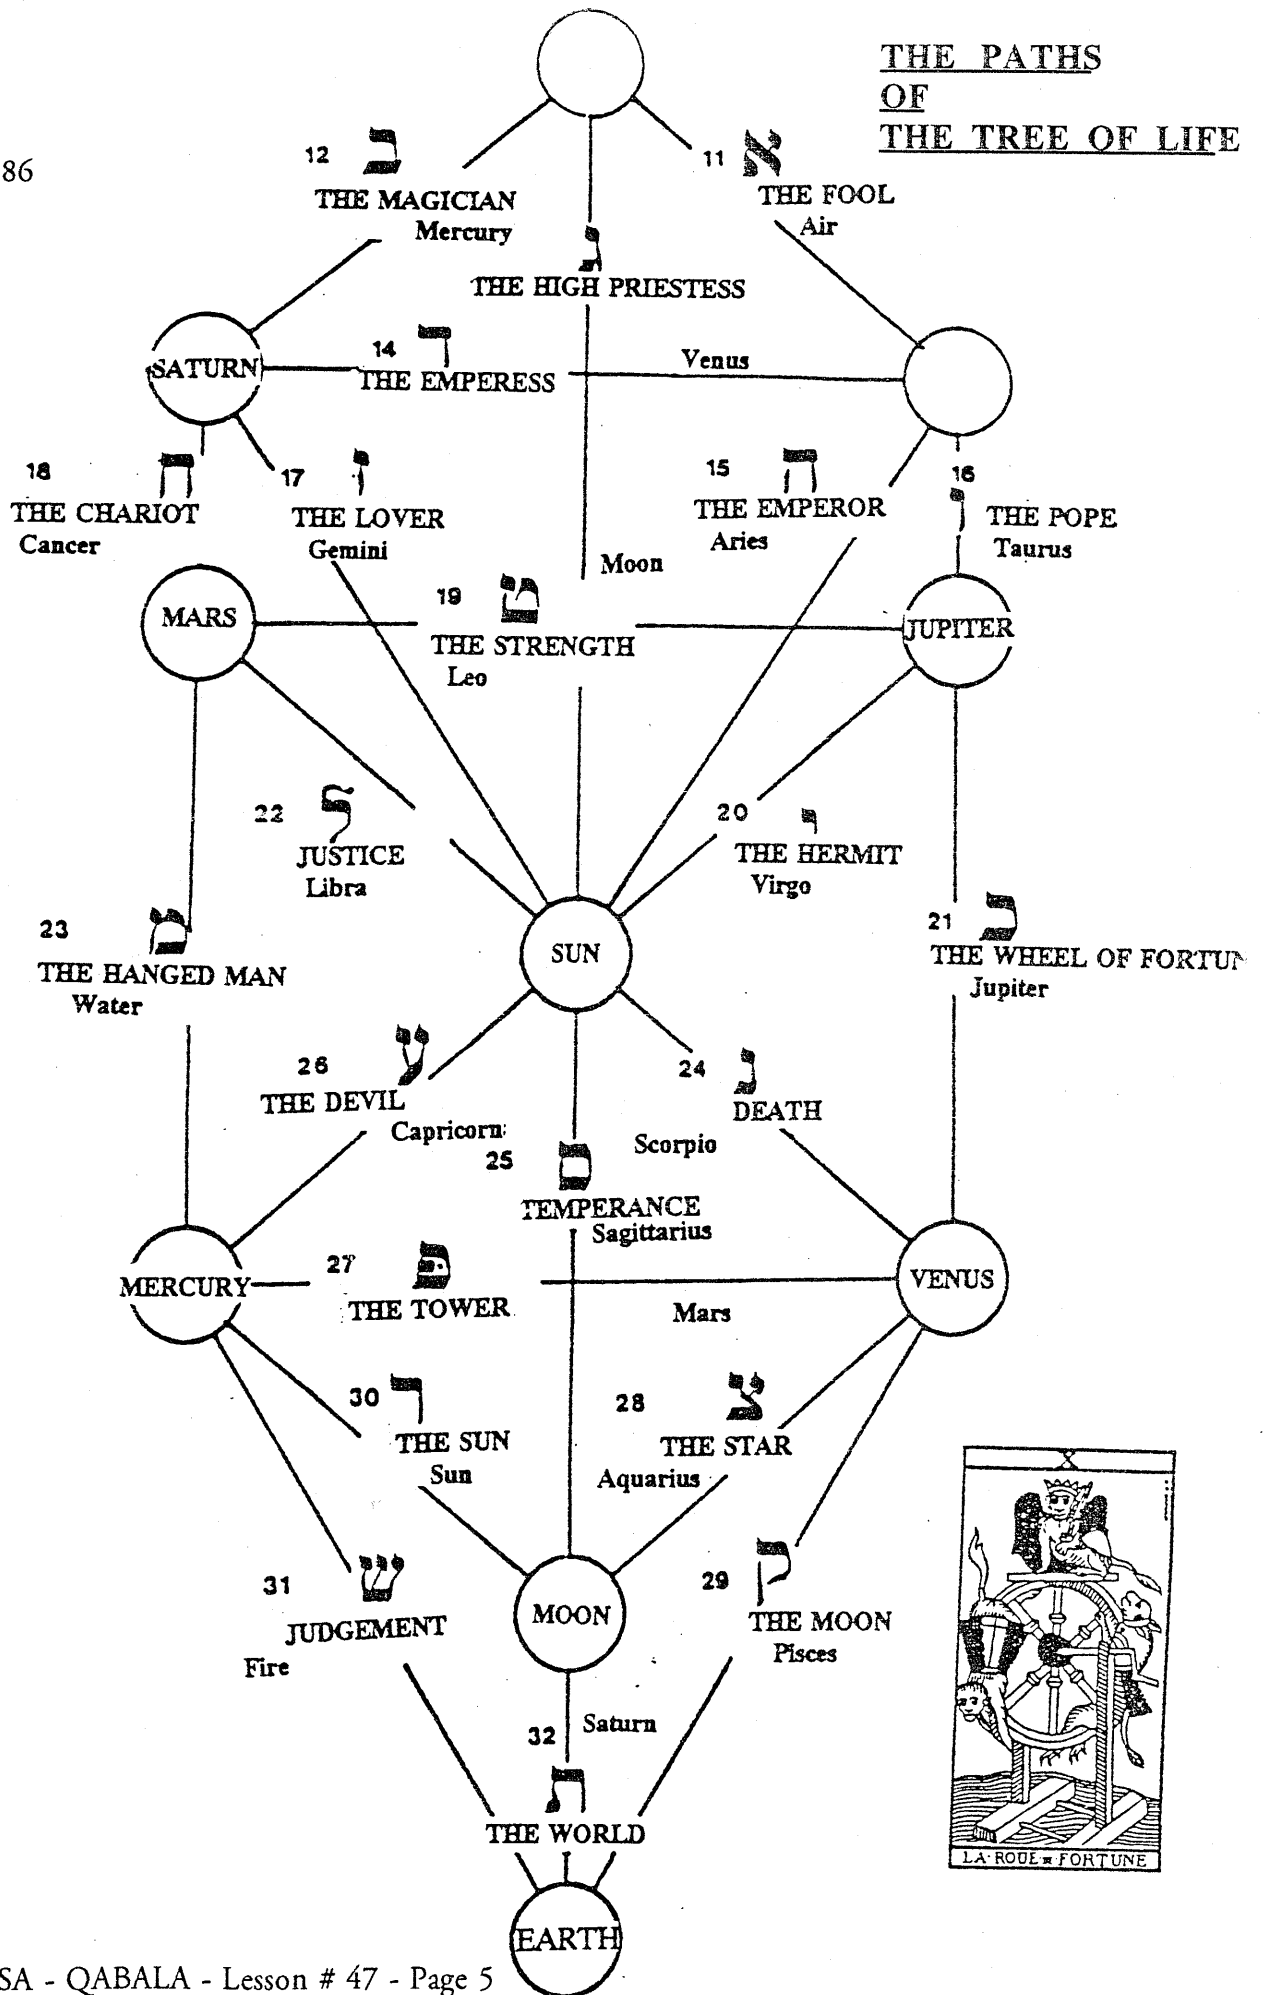 THE PATHS
OF
THE TREE OF LIFE
86
12 ב
THE MAGICIAN
Mercury
11 א
THE FOOL
Air
ג
THE HIGH PRIESTESS
SATURN
14 ד
THE EMPERESS
Venus
18 ח
THE CHARIOT
Cancer
17 ז
THE LOVER
Gemini
15 ה
THE EMPEROR
Aries
16
ו THE POPE
Taurus
Moon
MARS
19 ט
THE STRENGTH
Leo
JUPITER
22 ל
JUSTICE
Libra
20 י
THE HERMIT
Virgo
23 מ
THE HANGED MAN
Water
SUN
21 כ
THE WHEEL OF FORTUN
Jupiter
26 ע
THE DEVIL
Capricorn
24 נ
DEATH
Scorpio
25 ס
TEMPERANCE
Sagittarius
MERCURY
27 פ
THE TOWER
Mars
VENUS
30 ר
THE SUN
Sun
28 צ
THE STAR
Aquarius
31 ש
JUDGEMENT
Fire
MOON
29 ק
THE MOON
Pisces
32 Saturn
ת
THE WORLD
EARTH
X
LA·ROUE FORTUNE
SA - QABALA - Lesson # 47 - Page 5